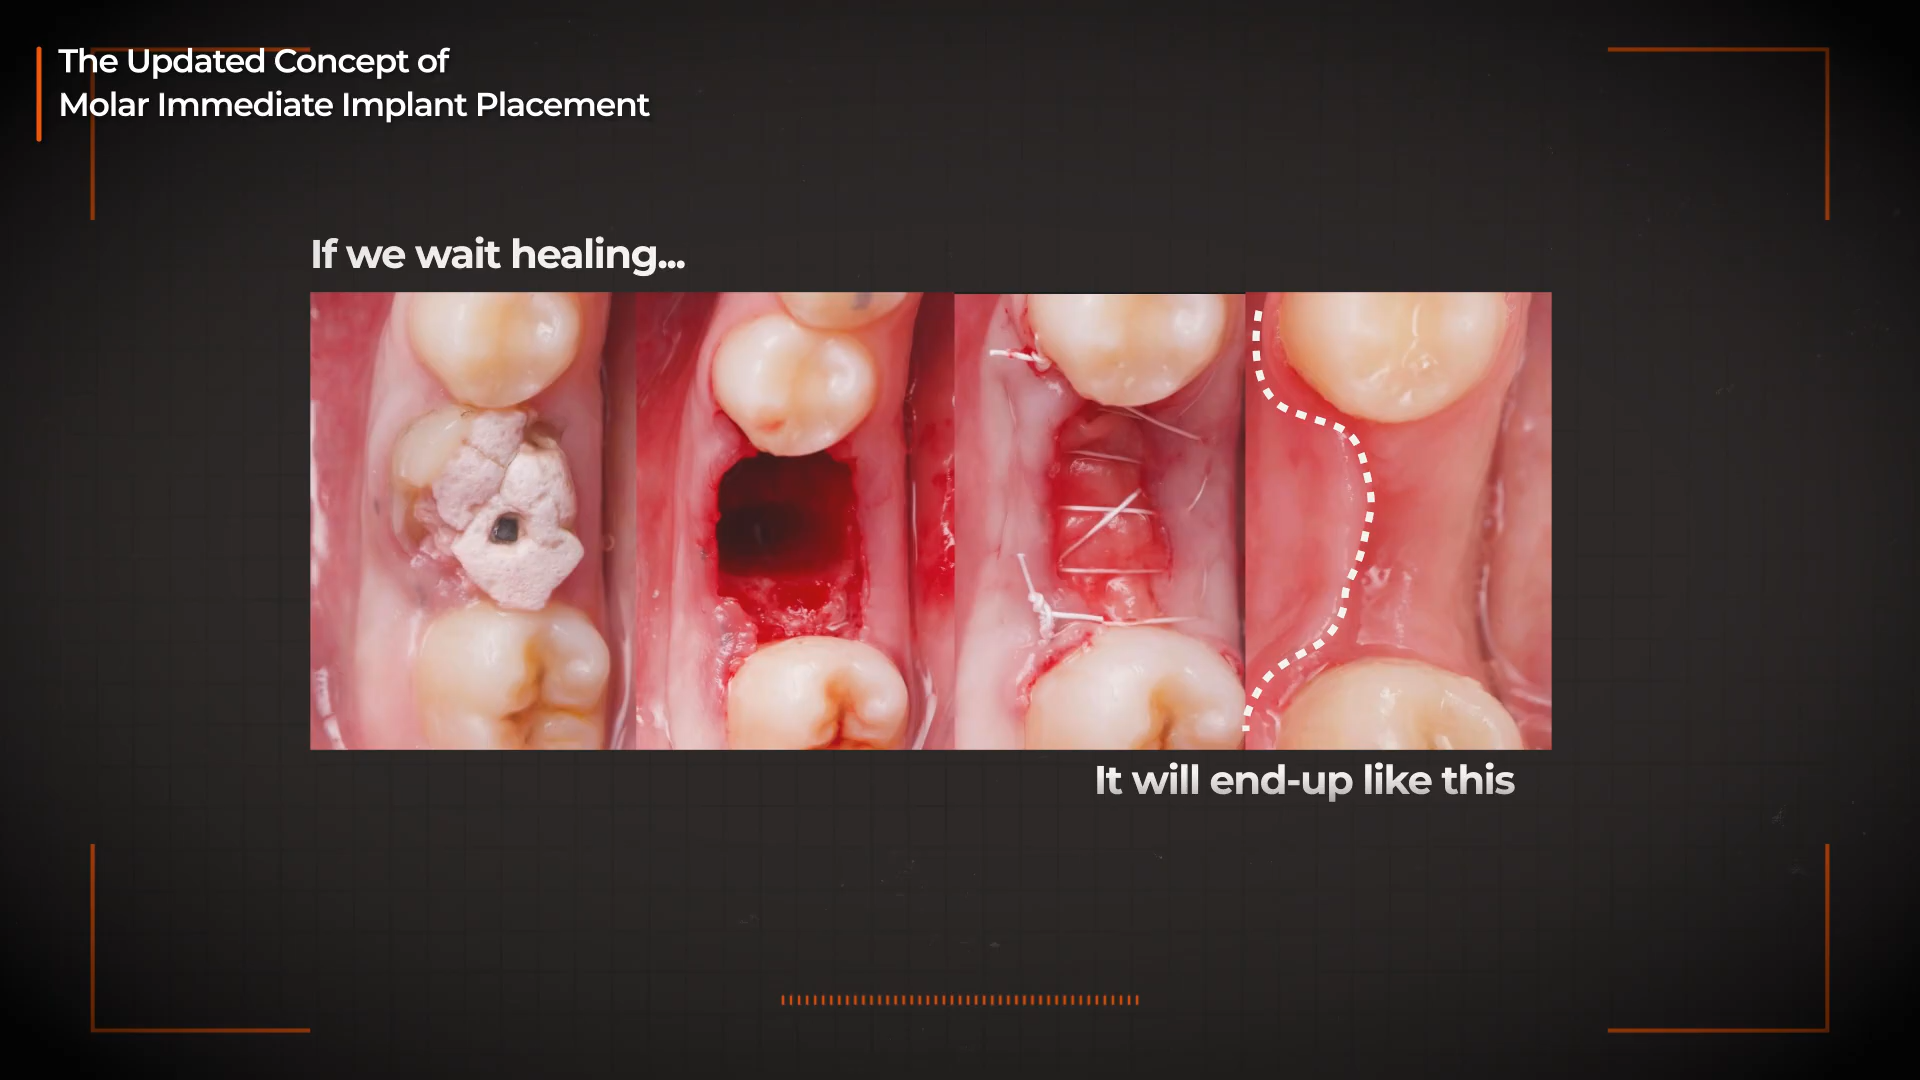 The Updated Concept of
Molar Immediate Implant Placement
If we wait healing...
It will end-up like this